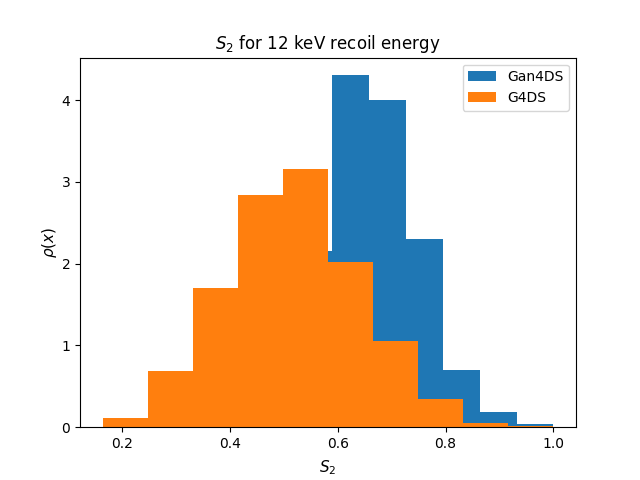 S₂ for 12 keV recoil energy
Gan4DS
G4DS
ρ(x)
4
3
2
1
0
0.2 0.4 0.6 0.8 1.0
S₂